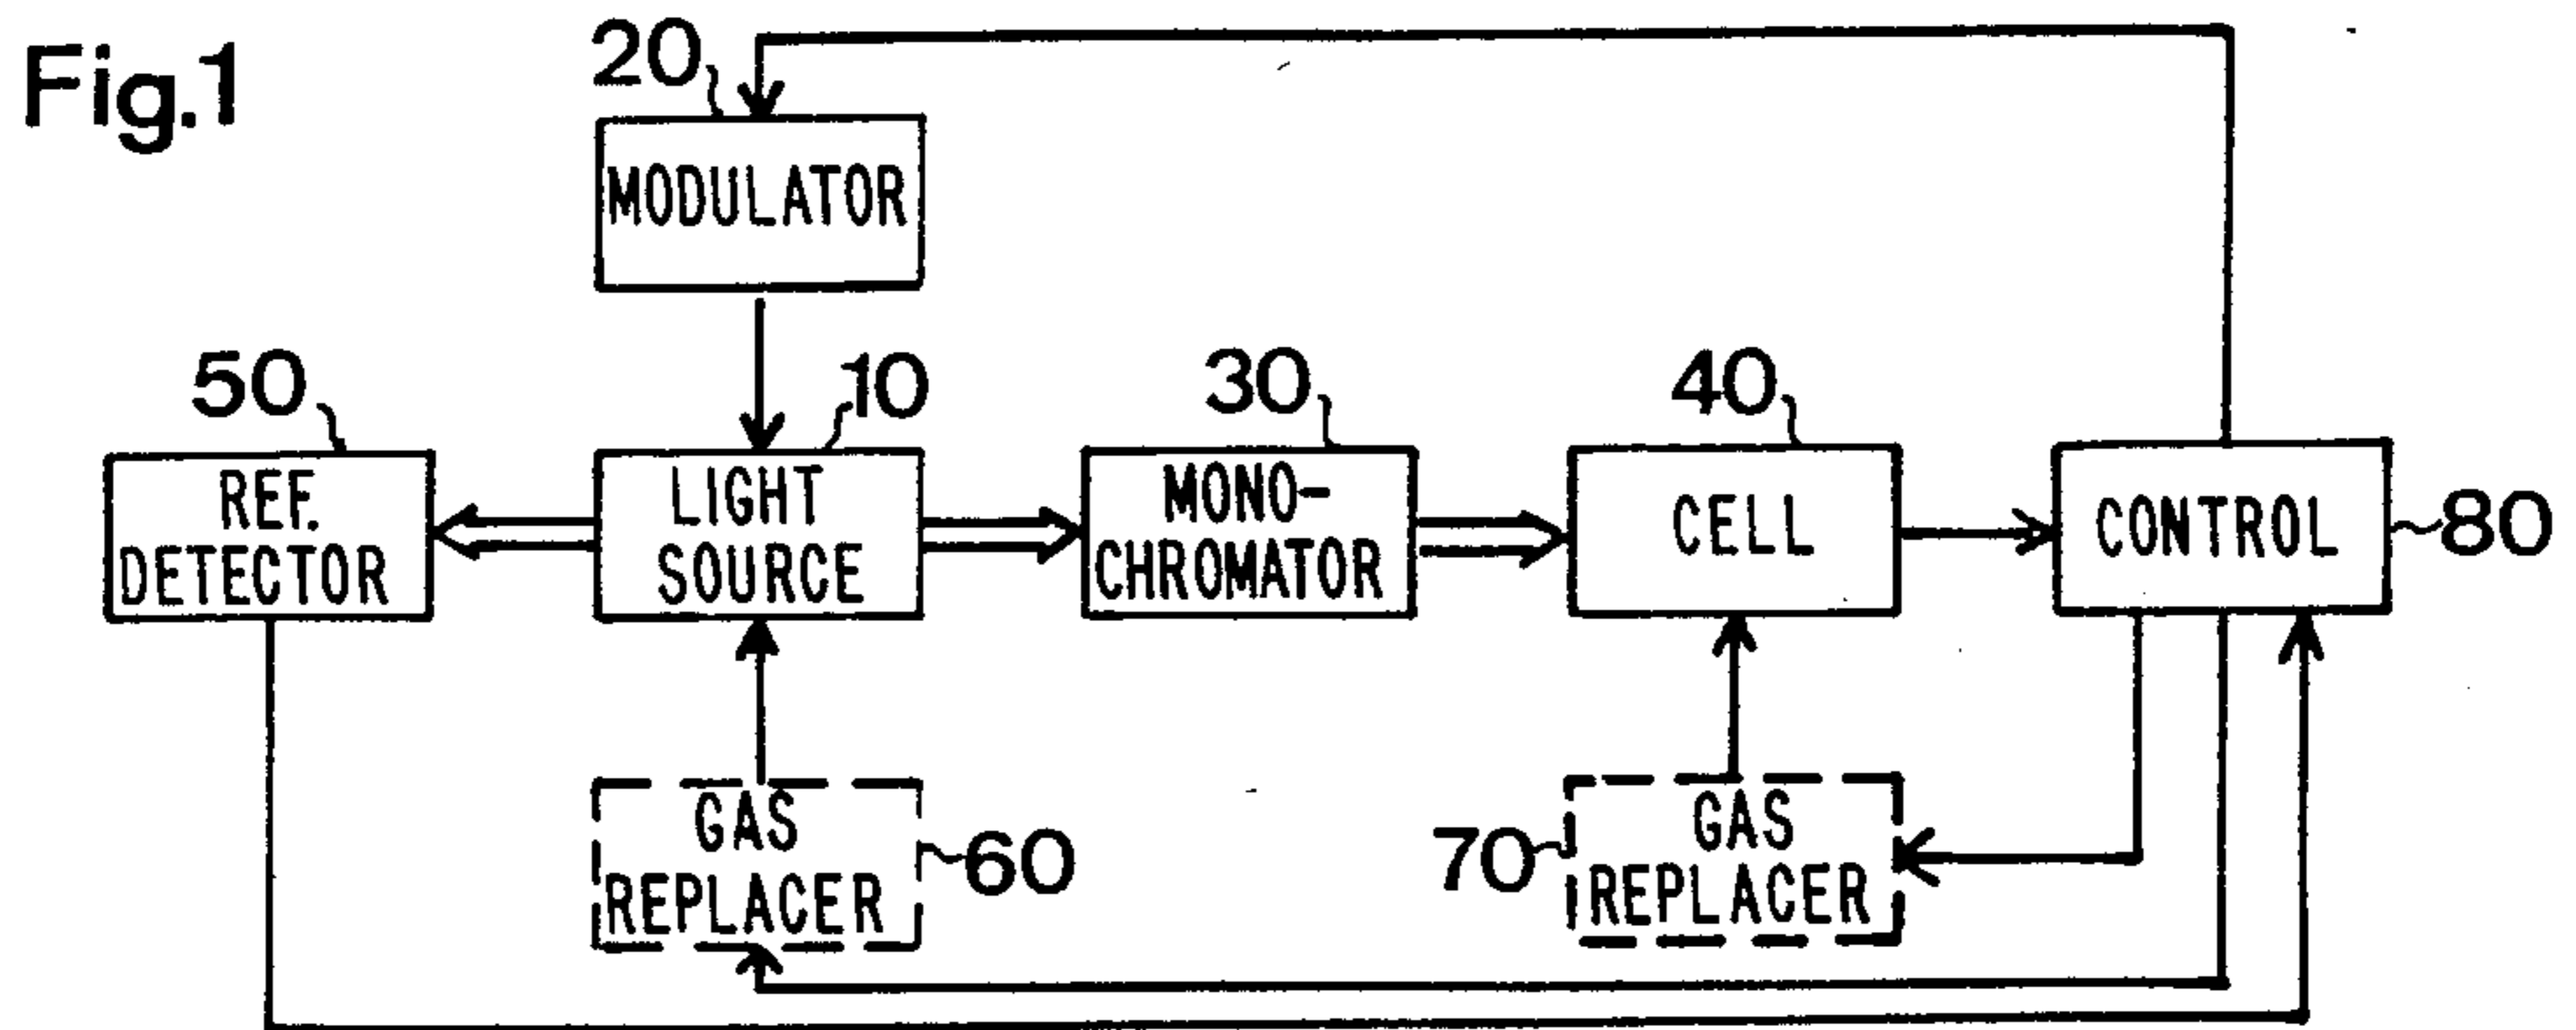 Fig.1
20
MODULATOR
50
REF.
DETECTOR
10
LIGHT
SOURCE
30
MONO-
CHROMATOR
40
CELL
CONTROL
80
GAS
REPLACER
60
70
GAS
REPLACER